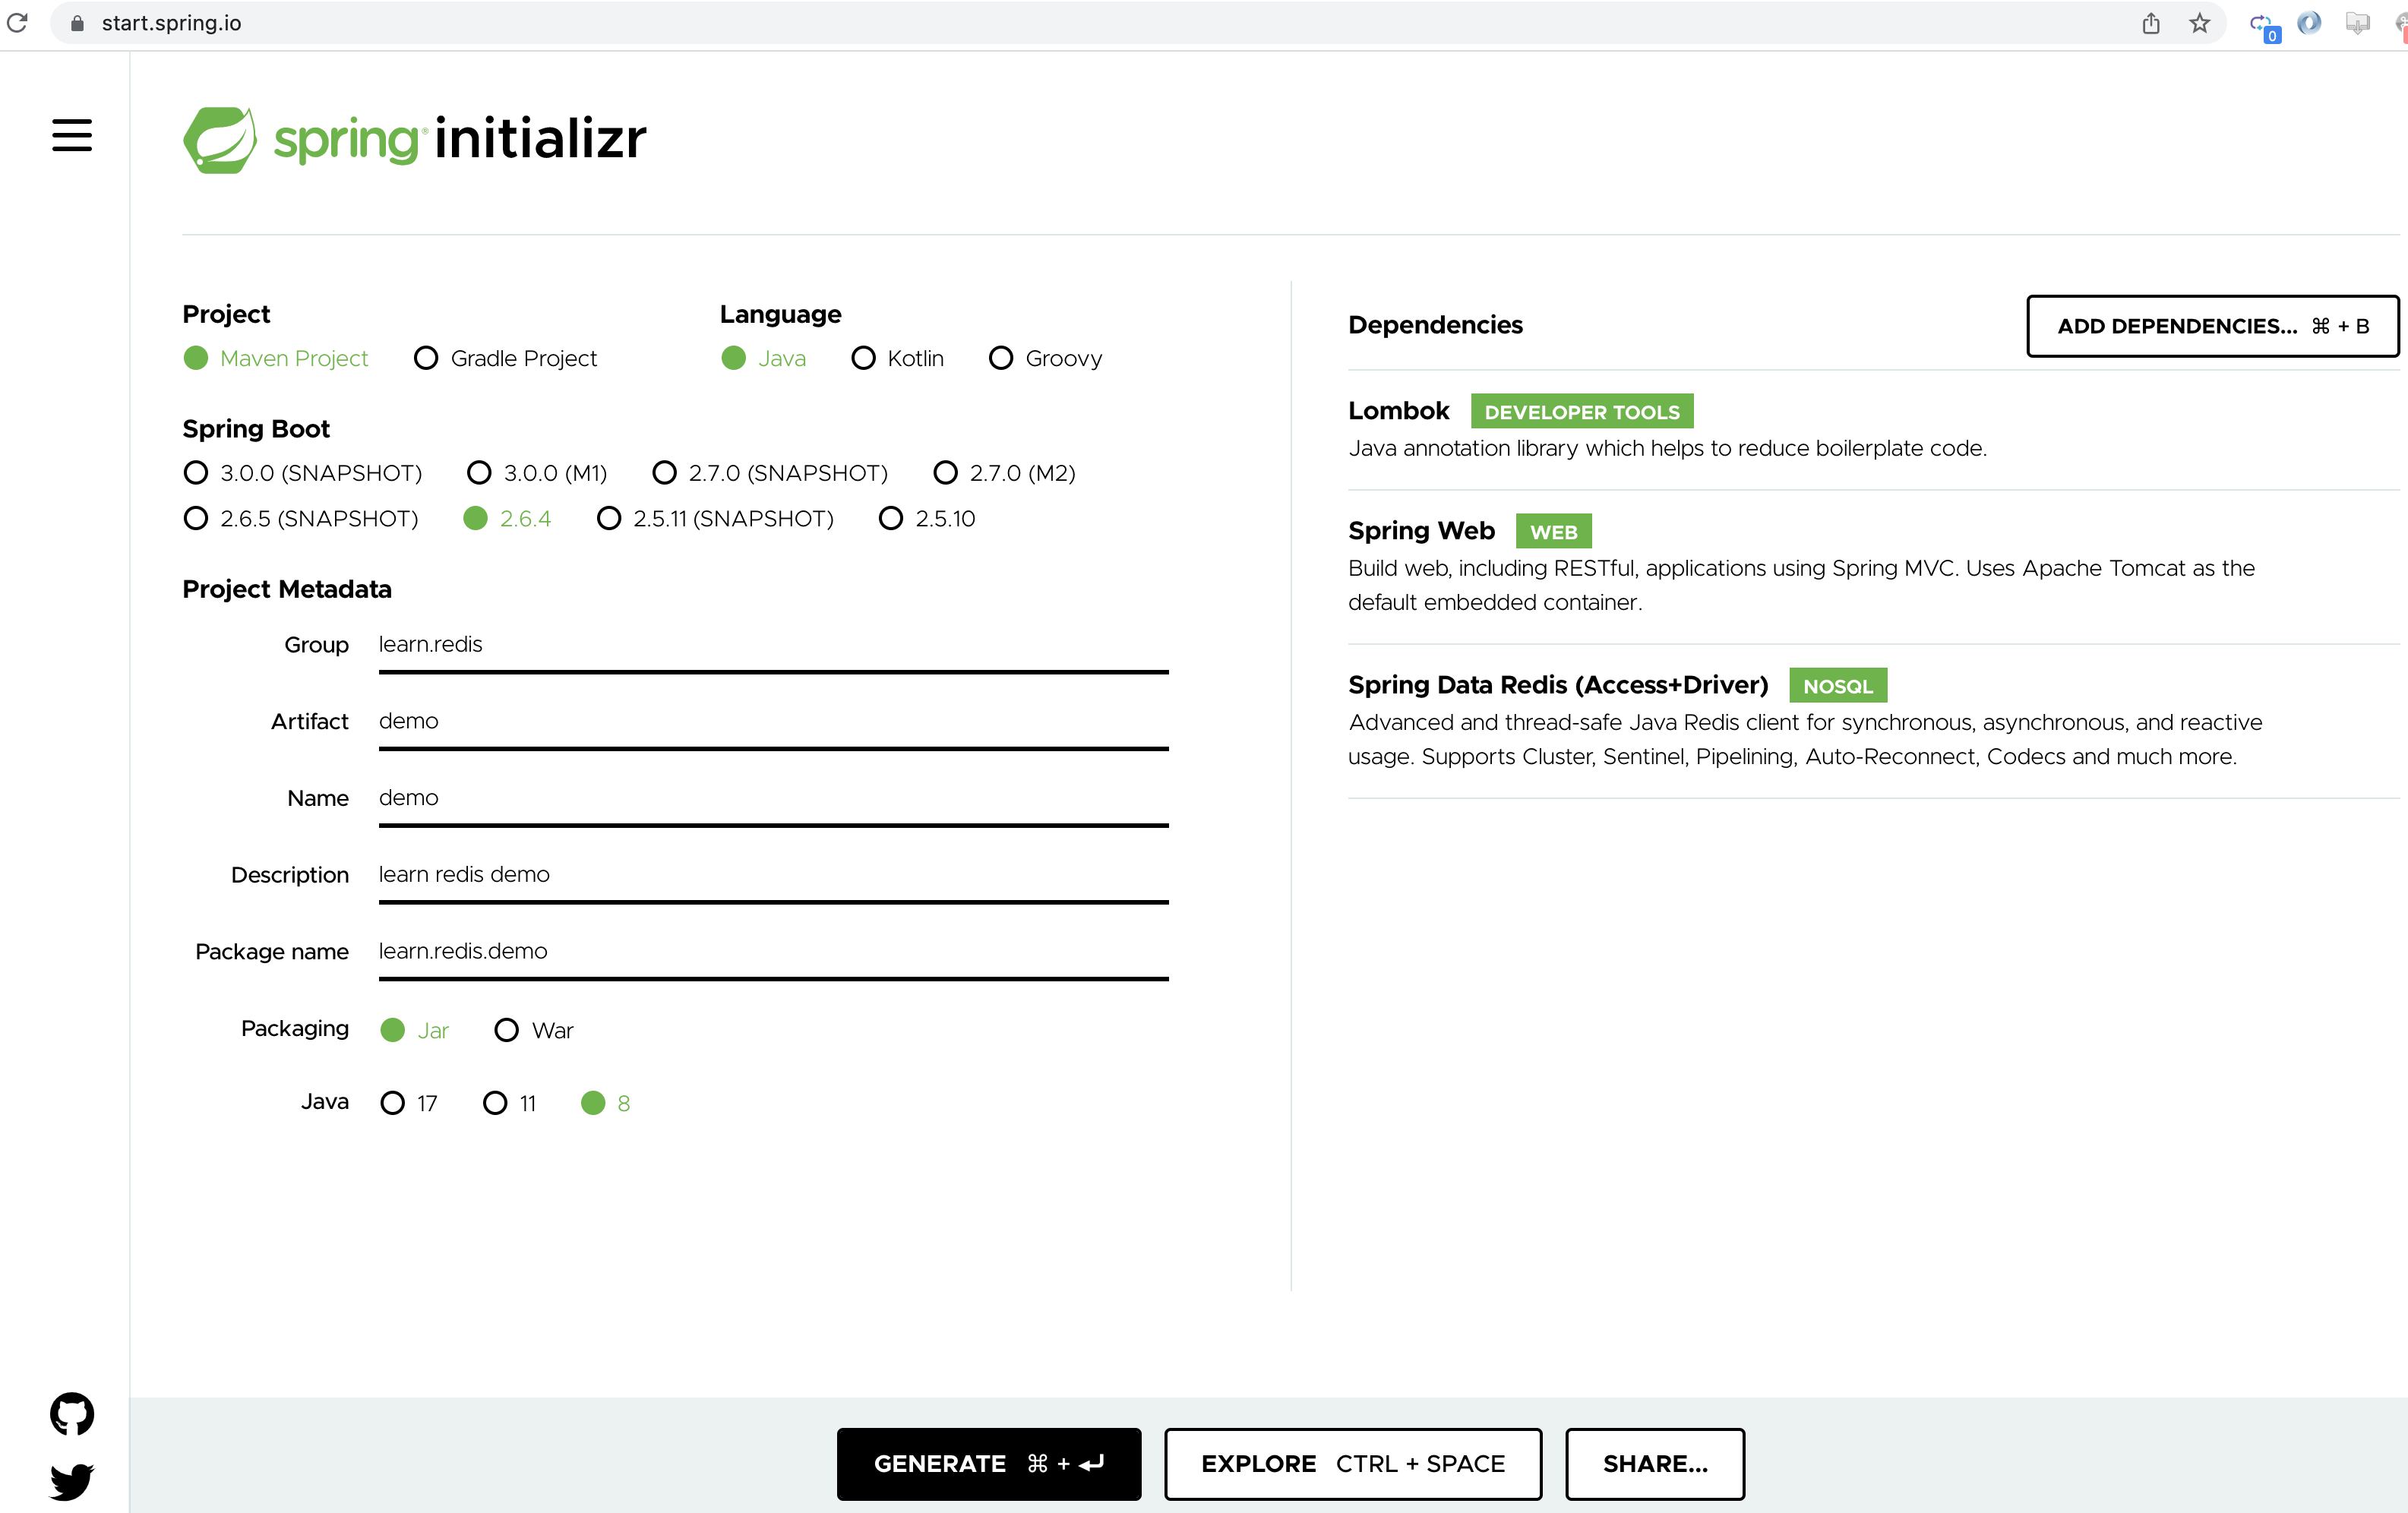 start.spring.io
0
spring® initializr
Project
Maven Project Gradle Project
Language
Java Kotlin Groovy
Spring Boot
3.0.0 (SNAPSHOT) 3.0.0 (M1) 2.7.0 (SNAPSHOT) 2.7.0 (M2)
2.6.5 (SNAPSHOT) 2.6.4 2.5.11 (SNAPSHOT) 2.5.10
Project Metadata
Group learn.redis
Artifact demo
Name demo
Description learn redis demo
Package name learn.redis.demo
Packaging Jar War
Java 17 11 8
Dependencies
ADD DEPENDENCIES... ⌘ + B
Lombok DEVELOPER TOOLS
Java annotation library which helps to reduce boilerplate code.
Spring Web WEB
Build web, including RESTful, applications using Spring MVC. Uses Apache Tomcat as the
default embedded container.
Spring Data Redis (Access+Driver) NOSQL
Advanced and thread-safe Java Redis client for synchronous, asynchronous, and reactive
usage. Supports Cluster, Sentinel, Pipelining, Auto-Reconnect, Codecs and much more.
GENERATE ⌘ + ↵
EXPLORE CTRL + SPACE
SHARE...